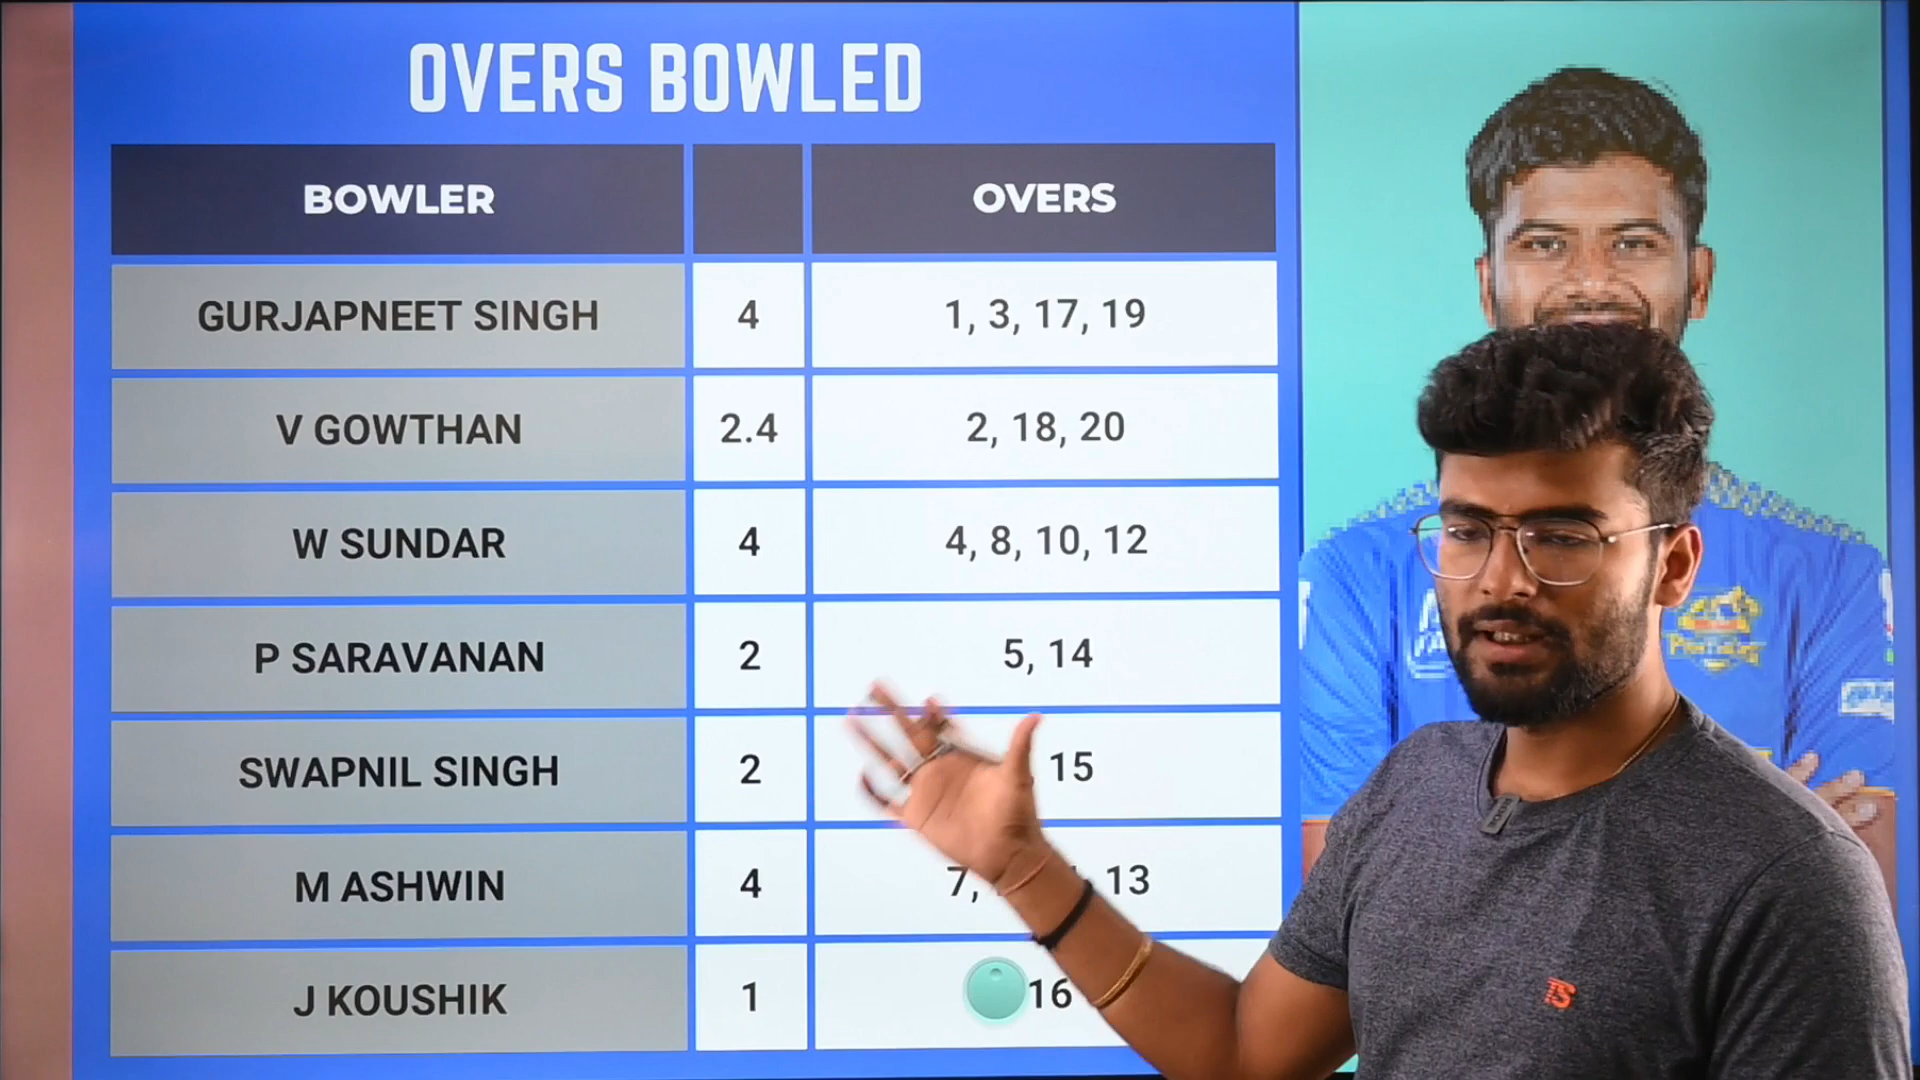 OVERS BOWLED
BOWLER OVERS
GURJAPNEET SINGH 4 1, 3, 17, 19
V GOWTHAN 2.4 2, 18, 20
W SUNDAR 4 4, 8, 10, 12
P SARAVANAN 2 5, 14
SWAPNIL SINGH 2 15
M ASHWIN 4 7, 13
J KOUSHIK 1 16